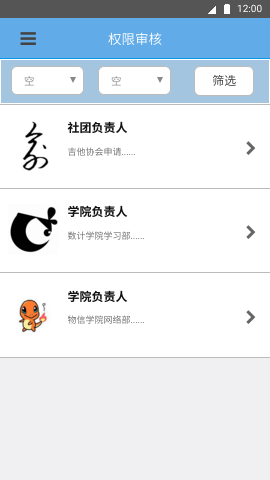 12:00
权限审核
空 空 筛选
社团负责人
吉他协会申请......
学院负责人
数计学院学习部......
学院负责人
物信学院网络部......